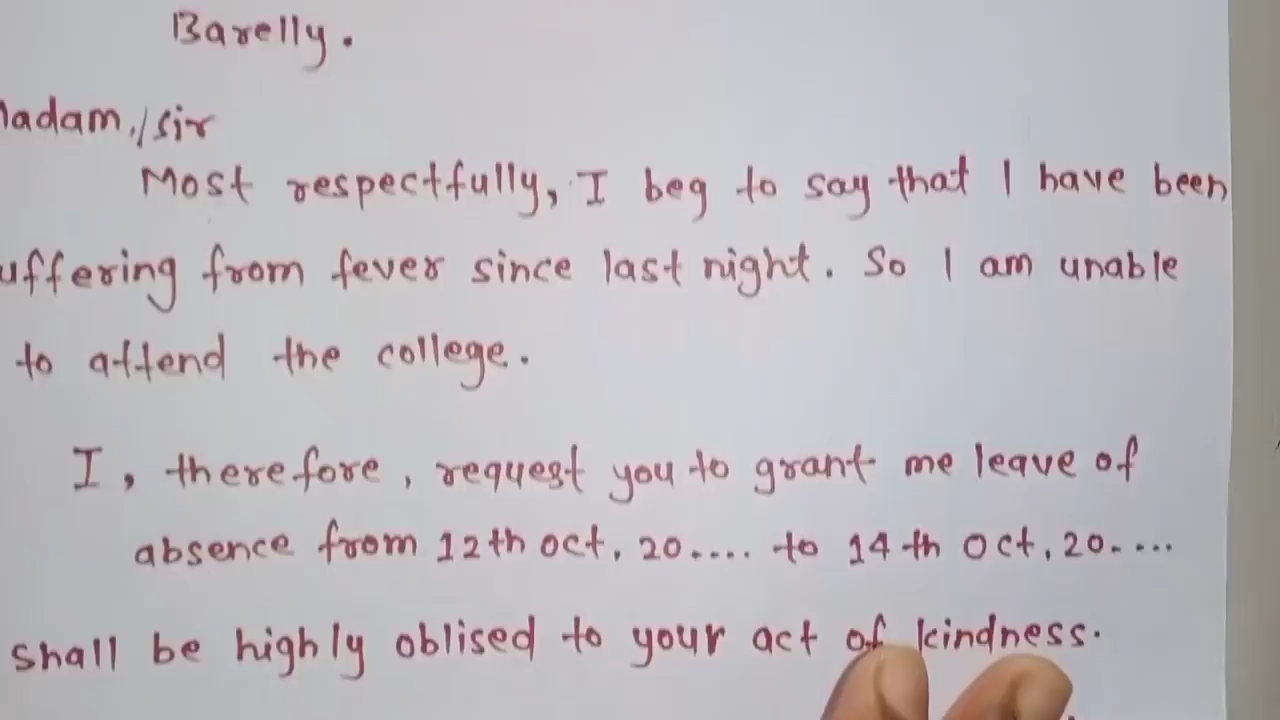 Barelly.
adam,/sir
Most respectfully, I beg to say that I have been
uffering from fever since last night. So I am unable
to attend the college.
I, therefore, request you to grant me leave of
absence from 12th oct, 20.... to 14th Oct, 20....
shall be highly oblised to your act of kindness.